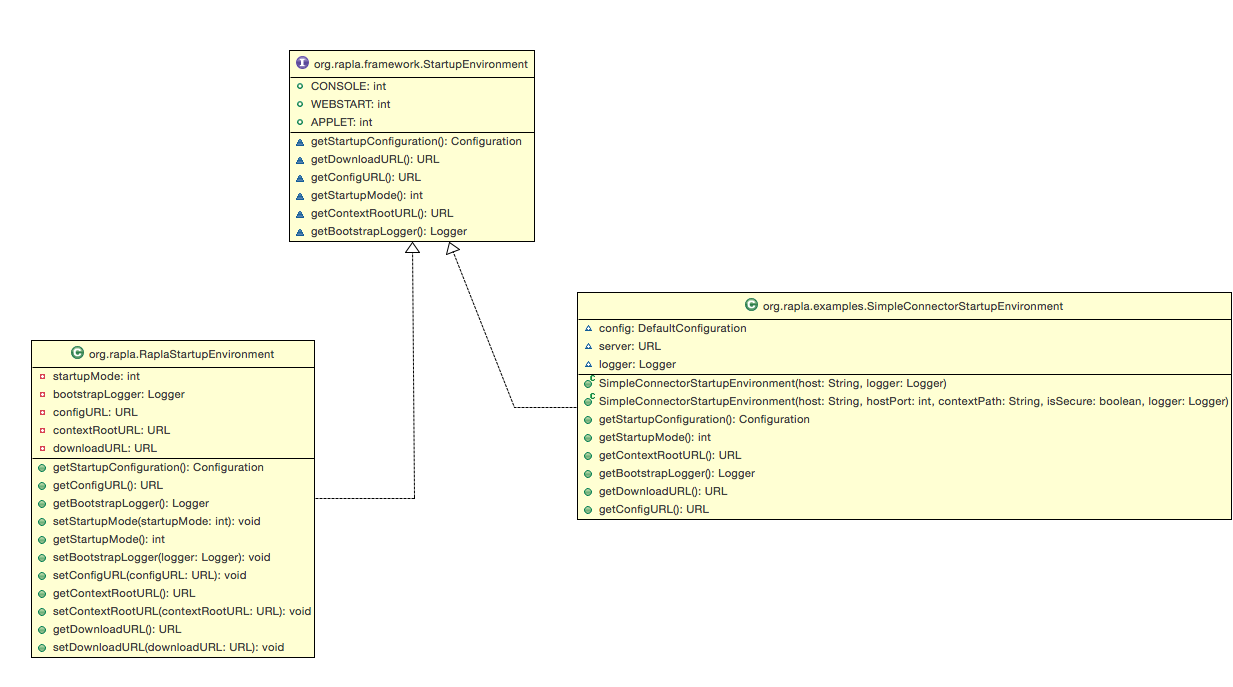 I org.rapla.framework.StartupEnvironment
CONSOLE: int
WEBSTART: int
APPLET: int
getStartupConfiguration(): Configuration
getDownloadURL(): URL
getConfigURL(): URL
getStartupMode(): int
getContextRootURL(): URL
getBootstrapLogger(): Logger
C org.rapla.RaplaStartupEnvironment
startupMode: int
bootstrapLogger: Logger
configURL: URL
contextRootURL: URL
downloadURL: URL
getStartupConfiguration(): Configuration
getConfigURL(): URL
getBootstrapLogger(): Logger
setStartupMode(startupMode: int): void
getStartupMode(): int
setBootstrapLogger(logger: Logger): void
setConfigURL(configURL: URL): void
getContextRootURL(): URL
setContextRootURL(contextRootURL: URL): void
getDownloadURL(): URL
setDownloadURL(downloadURL: URL): void
C org.rapla.examples.SimpleConnectorStartupEnvironment
config: DefaultConfiguration
server: URL
logger: Logger
C SimpleConnectorStartupEnvironment(host: String, logger: Logger)
C SimpleConnectorStartupEnvironment(host: String, hostPort: int, contextPath: String, isSecure: boolean, logger: Logger)
getStartupConfiguration(): Configuration
getStartupMode(): int
getContextRootURL(): URL
getBootstrapLogger(): Logger
getDownloadURL(): URL
getConfigURL(): URL